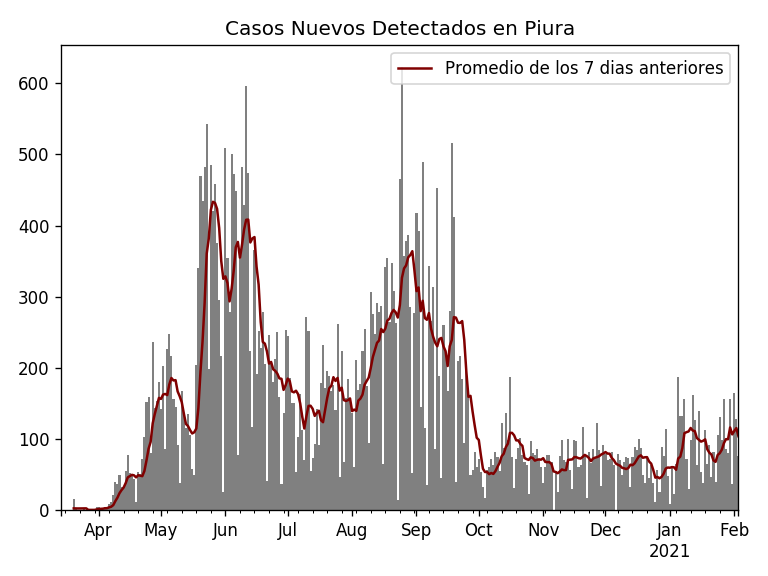 Casos Nuevos Detectados en Piura
Promedio de los 7 dias anteriores
600
500
400
300
200
100
0
Apr May Jun Jul Aug Sep Oct Nov Dec Jan Feb
2021